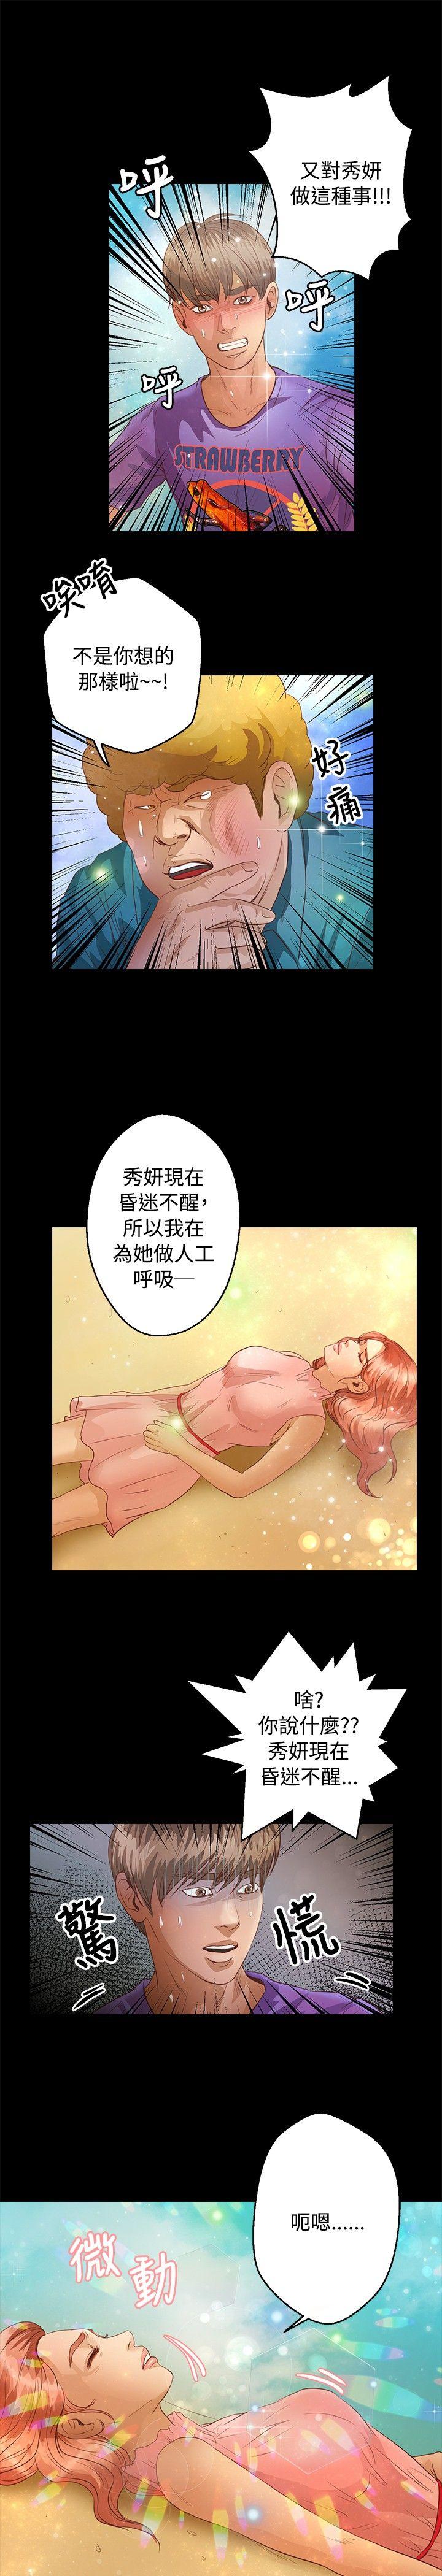 又對秀妍
做這種事!!!
呼
呼
呼
STRAWBERRY
唉唷
不是你想的
那樣啦~~!
好痛
秀妍現在
昏迷不醒，
所以我在
為她做人工
呼吸—
啥?
你說什麼??
秀妍現在
昏迷不醒...
驚
慌
呃嗯......
微動